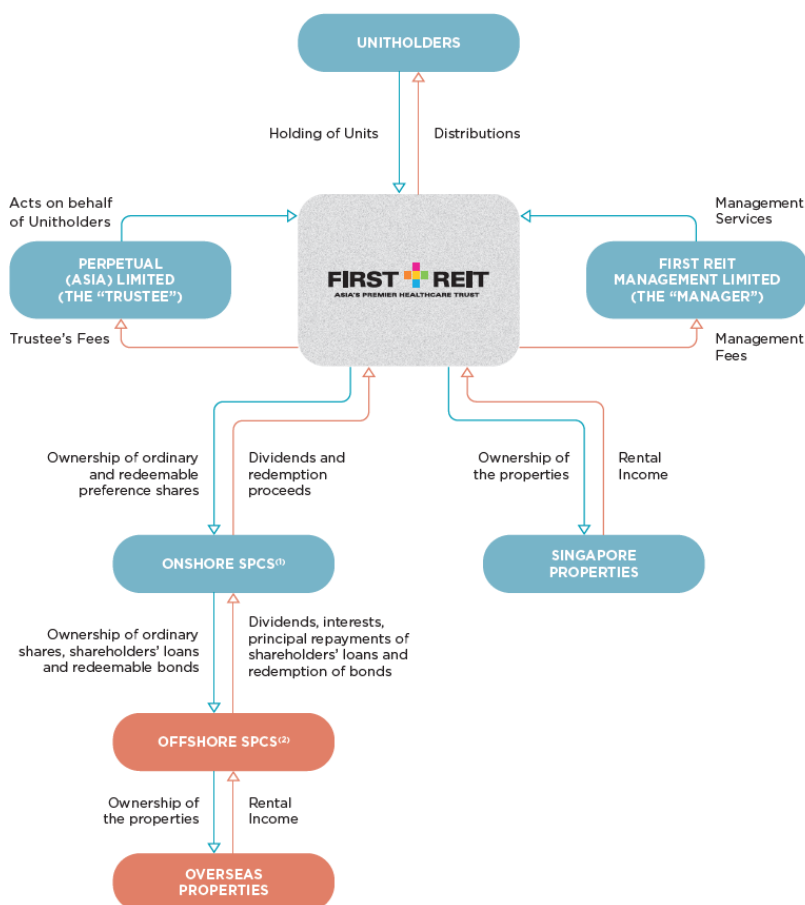 UNITHOLDERS
Holding of Units
Distributions
Acts on behalf
of Unitholders
Management
Services
PERPETUAL
(ASIA) LIMITED
(THE “TRUSTEE”)
FIRST REIT
ASIA'S PREMIER HEALTHCARE TRUST
FIRST REIT
MANAGEMENT LIMITED
(THE “MANAGER”)
Trustee's Fees
Management
Fees
Ownership of ordinary
and redeemable
preference shares
Dividends and
redemption
proceeds
Ownership of
the properties
Rental
Income
ONSHORE SPCS(1)
SINGAPORE
PROPERTIES
Ownership of ordinary
shares, shareholders' loans
and redeemable bonds
Dividends, interests,
principal repayments of
shareholders' loans and
redemption of bonds
OFFSHORE SPCS(2)
Ownership of
the properties
Rental
Income
OVERSEAS
PROPERTIES